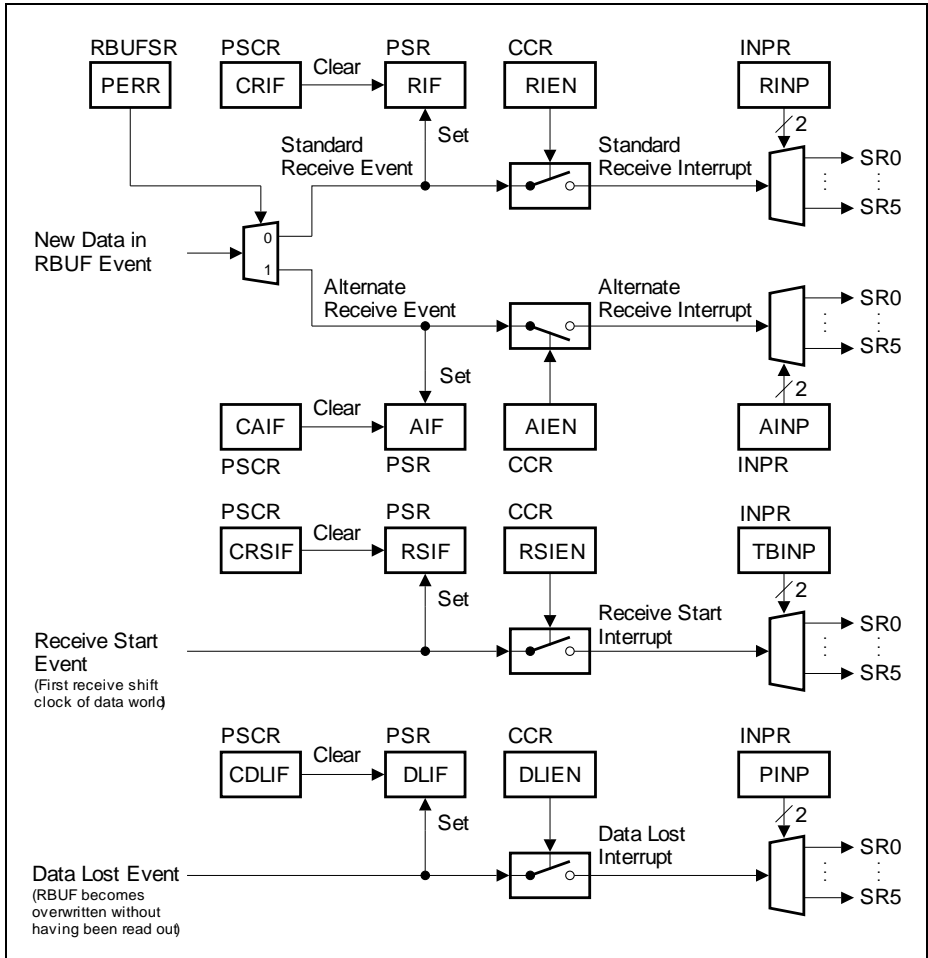 RBUFSR PSCR PSR CCR INPR
PERR CRIF Clear RIF RIEN RINP
2
Set
Standard
Receive Event
Standard
Receive Interrupt
SR0
SR5
0
1
New Data in
RBUF Event
Alternate
Receive Event
Alternate
Receive Interrupt
SR0
SR5
Set
2
CAIF Clear AIF AIEN AINP
PSCR PSR CCR INPR
PSCR PSR CCR INPR
CRSIF Clear RSIF RSIEN TBINP
2
Set
Receive Start
Interrupt
SR0
SR5
Receive Start
Event
(First receive shift
clock of data world)
PSCR PSR CCR INPR
CDLIF Clear DLIF DLIEN PINP
2
Set
Data Lost
Interrupt
SR0
SR5
Data Lost Event
(RBUF becomes
overwritten without
having been read out)